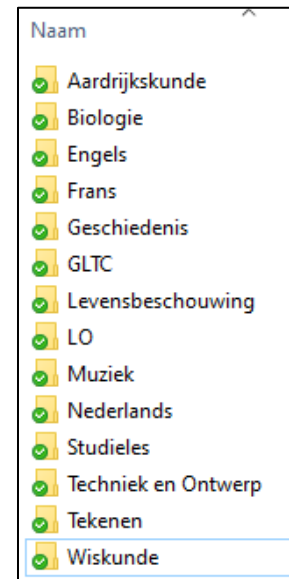 Naam
Aardrijkskunde
Biologie
Engels
Frans
Geschiedenis
GLTC
Levensbeschouwing
LO
Muziek
Nederlands
Studieles
Techniek en Ontwerp
Tekenen
Wiskunde